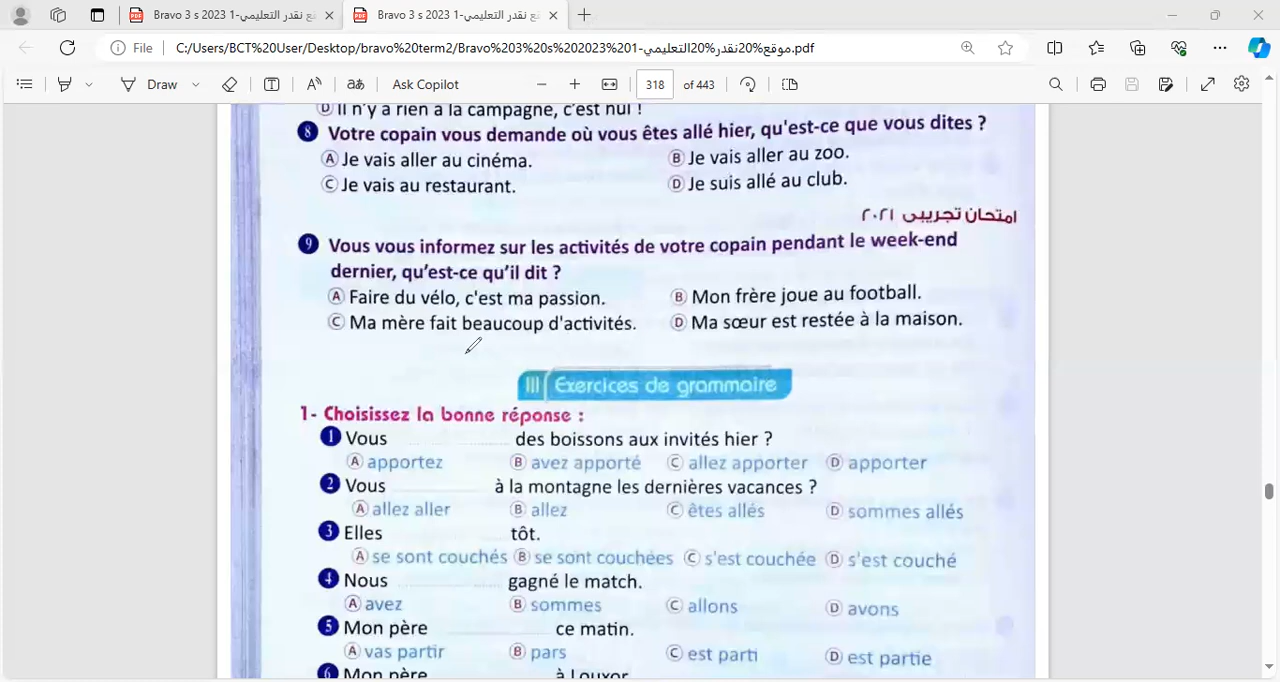 Bravo 3 s 2023 1-موقع نقدر التعليمي
Bravo 3 s 2023 1-موقع نقدر التعليمي
File
C:/Users/BCT%20User/Desktop/bravo%20term2/Bravo%203%20s%202023%201-موقع%20نقدر%20التعليمي.pdf
Draw
Ask Copilot
318 of 443
D Il n'y a rien à la campagne, c'est nul !
8 Votre copain vous demande où vous êtes allé hier, qu'est-ce que vous dites ?
A Je vais aller au cinéma. B Je vais aller au zoo.
C Je vais au restaurant. D Je suis allé au club.
امتحان تجريبى ٢٠٢١
9 Vous vous informez sur les activités de votre copain pendant le week-end
dernier, qu'est-ce qu'il dit ?
A Faire du vélo, c'est ma passion. B Mon frère joue au football.
C Ma mère fait beaucoup d'activités. D Ma sœur est restée à la maison.
III Exercices de grammaire
1- Choisissez la bonne réponse :
1 Vous ........ des boissons aux invités hier ?
A apportez B avez apporté C allez apporter D apporter
2 Vous ........ à la montagne les dernières vacances ?
A allez aller B allez C êtes allés D sommes allés
3 Elles ........ tôt.
A se sont couchés B se sont couchées C s'est couchée D s'est couché
4 Nous ........ gagné le match.
A avez B sommes C allons D avons
5 Mon père ........ ce matin.
A vas partir B pars C est parti D est partie
6 Mon père ........ à Louxor